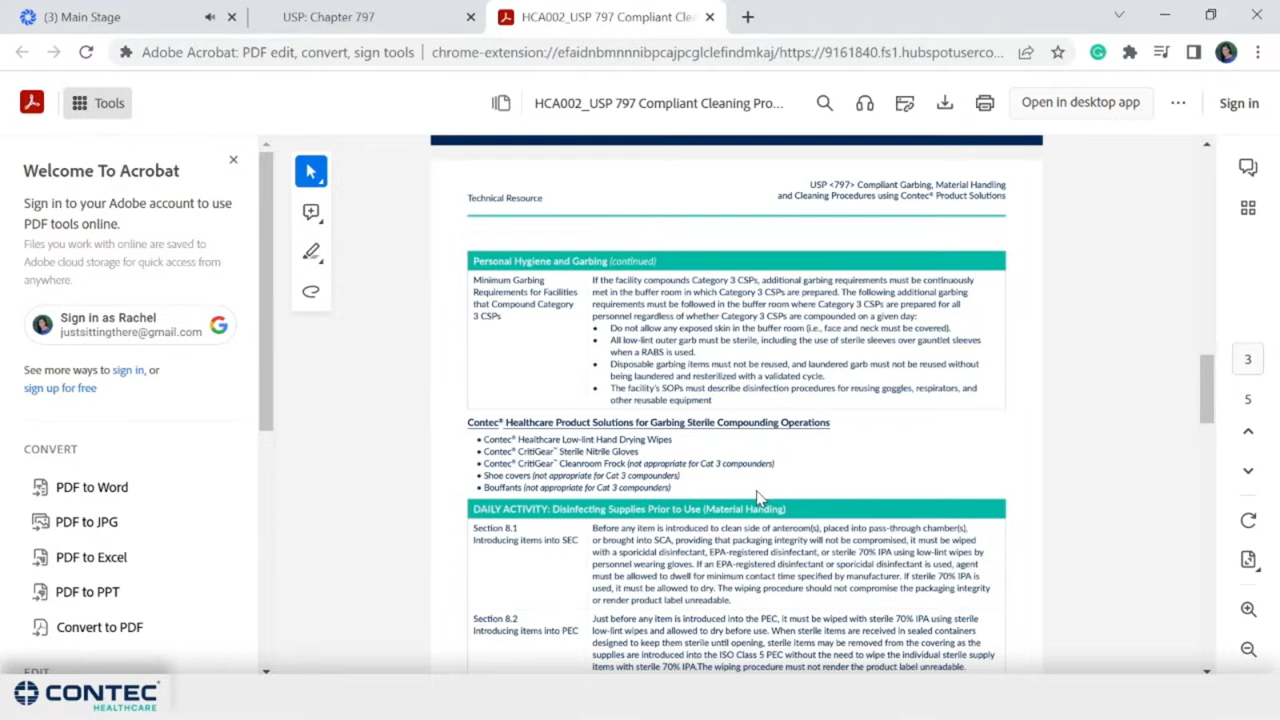 (3) Main Stage
USP: Chapter 797
HCA002_USP 797 Compliant Clea
Adobe Acrobat: PDF edit, convert, sign tools | chrome-extension://efaidnbmnnnibpcajpcglclefindmkaj/https://9161840.fs1.hubspotuserco...
Tools
HCA002_USP 797 Compliant Cleaning Pro...
Open in desktop app
Sign in
Welcome To Acrobat
Sign in to your Adobe account to use
PDF tools online.
Files you work with online are saved to
Adobe cloud storage for quick access from
anywhere.
Sign in as Rachel
justsittingthere@gmail.com
See more ways to sign in, or
sign up for free
CONVERT
PDF to Word
PDF to JPG
PDF to Excel
PDF to PPT
Convert to PDF
EDIT
Technical Resource
USP <797> Compliant Garbing, Material Handling
and Cleaning Procedures using Contec® Product Solutions
Personal Hygiene and Garbing (continued)
Minimum Garbing
Requirements for Facilities
that Compound Category
3 CSPs
If the facility compounds Category 3 CSPs, additional garbing requirements must be continuously
met in the buffer room in which Category 3 CSPs are prepared. The following additional garbing
requirements must be followed in the buffer room where Category 3 CSPs are prepared for all
personnel regardless of whether Category 3 CSPs are compounded on a given day:
• Do not allow any exposed skin in the buffer room (i.e., face and neck must be covered).
• All low-lint outer garb must be sterile, including the use of sterile sleeves over gauntlet sleeves
when a RABS is used.
• Disposable garbing items must not be reused, and laundered garb must not be reused without
being laundered and resterilized with a validated cycle.
• The facility's SOPs must describe disinfection procedures for reusing goggles, respirators, and
other reusable equipment
Contec® Healthcare Product Solutions for Garbing Sterile Compounding Operations
• Contec® Healthcare Low-lint Hand Drying Wipes
• Contec® CritiGear™ Sterile Nitrile Gloves
• Contec® CritiGear™ Cleanroom Frock (not appropriate for Cat 3 compounders)
• Shoe covers (not appropriate for Cat 3 compounders)
• Bouffants (not appropriate for Cat 3 compounders)
DAILY ACTIVITY: Disinfecting Supplies Prior to Use (Material Handing)
Section 8.1
Introducing items into SEC
Before any item is introduced to clean side of anteroom(s), placed into pass-through chamber(s),
or brought into SCA, providing that packaging integrity will not be compromised, it must be wiped
with a sporicidal disinfectant, EPA-registered disinfectant, or sterile 70% IPA using low-lint wipes by
personnel wearing gloves. If an EPA-registered disinfectant or sporicidal disinfectant is used, agent
must be allowed to dwell for minimum contact time specified by manufacturer. If sterile 70% IPA is
used, it must be allowed to dry. The wiping procedure should not compromise the packaging integrity
or render product label unreadable.
Section 8.2
Introducing items into PEC
Just before any item is introduced into the PEC, it must be wiped with sterile 70% IPA using sterile
low-lint wipes and allowed to dry before use. When sterile items are received in sealed containers
designed to keep them sterile until opening, sterile items may be removed from the covering as the
supplies are introduced into the ISO Class 5 PEC without the need to wipe the individual sterile supply
items with sterile 70% IPA.The wiping procedure must not render the product label unreadable.
3
5
CONTEC
HEALTHCARE